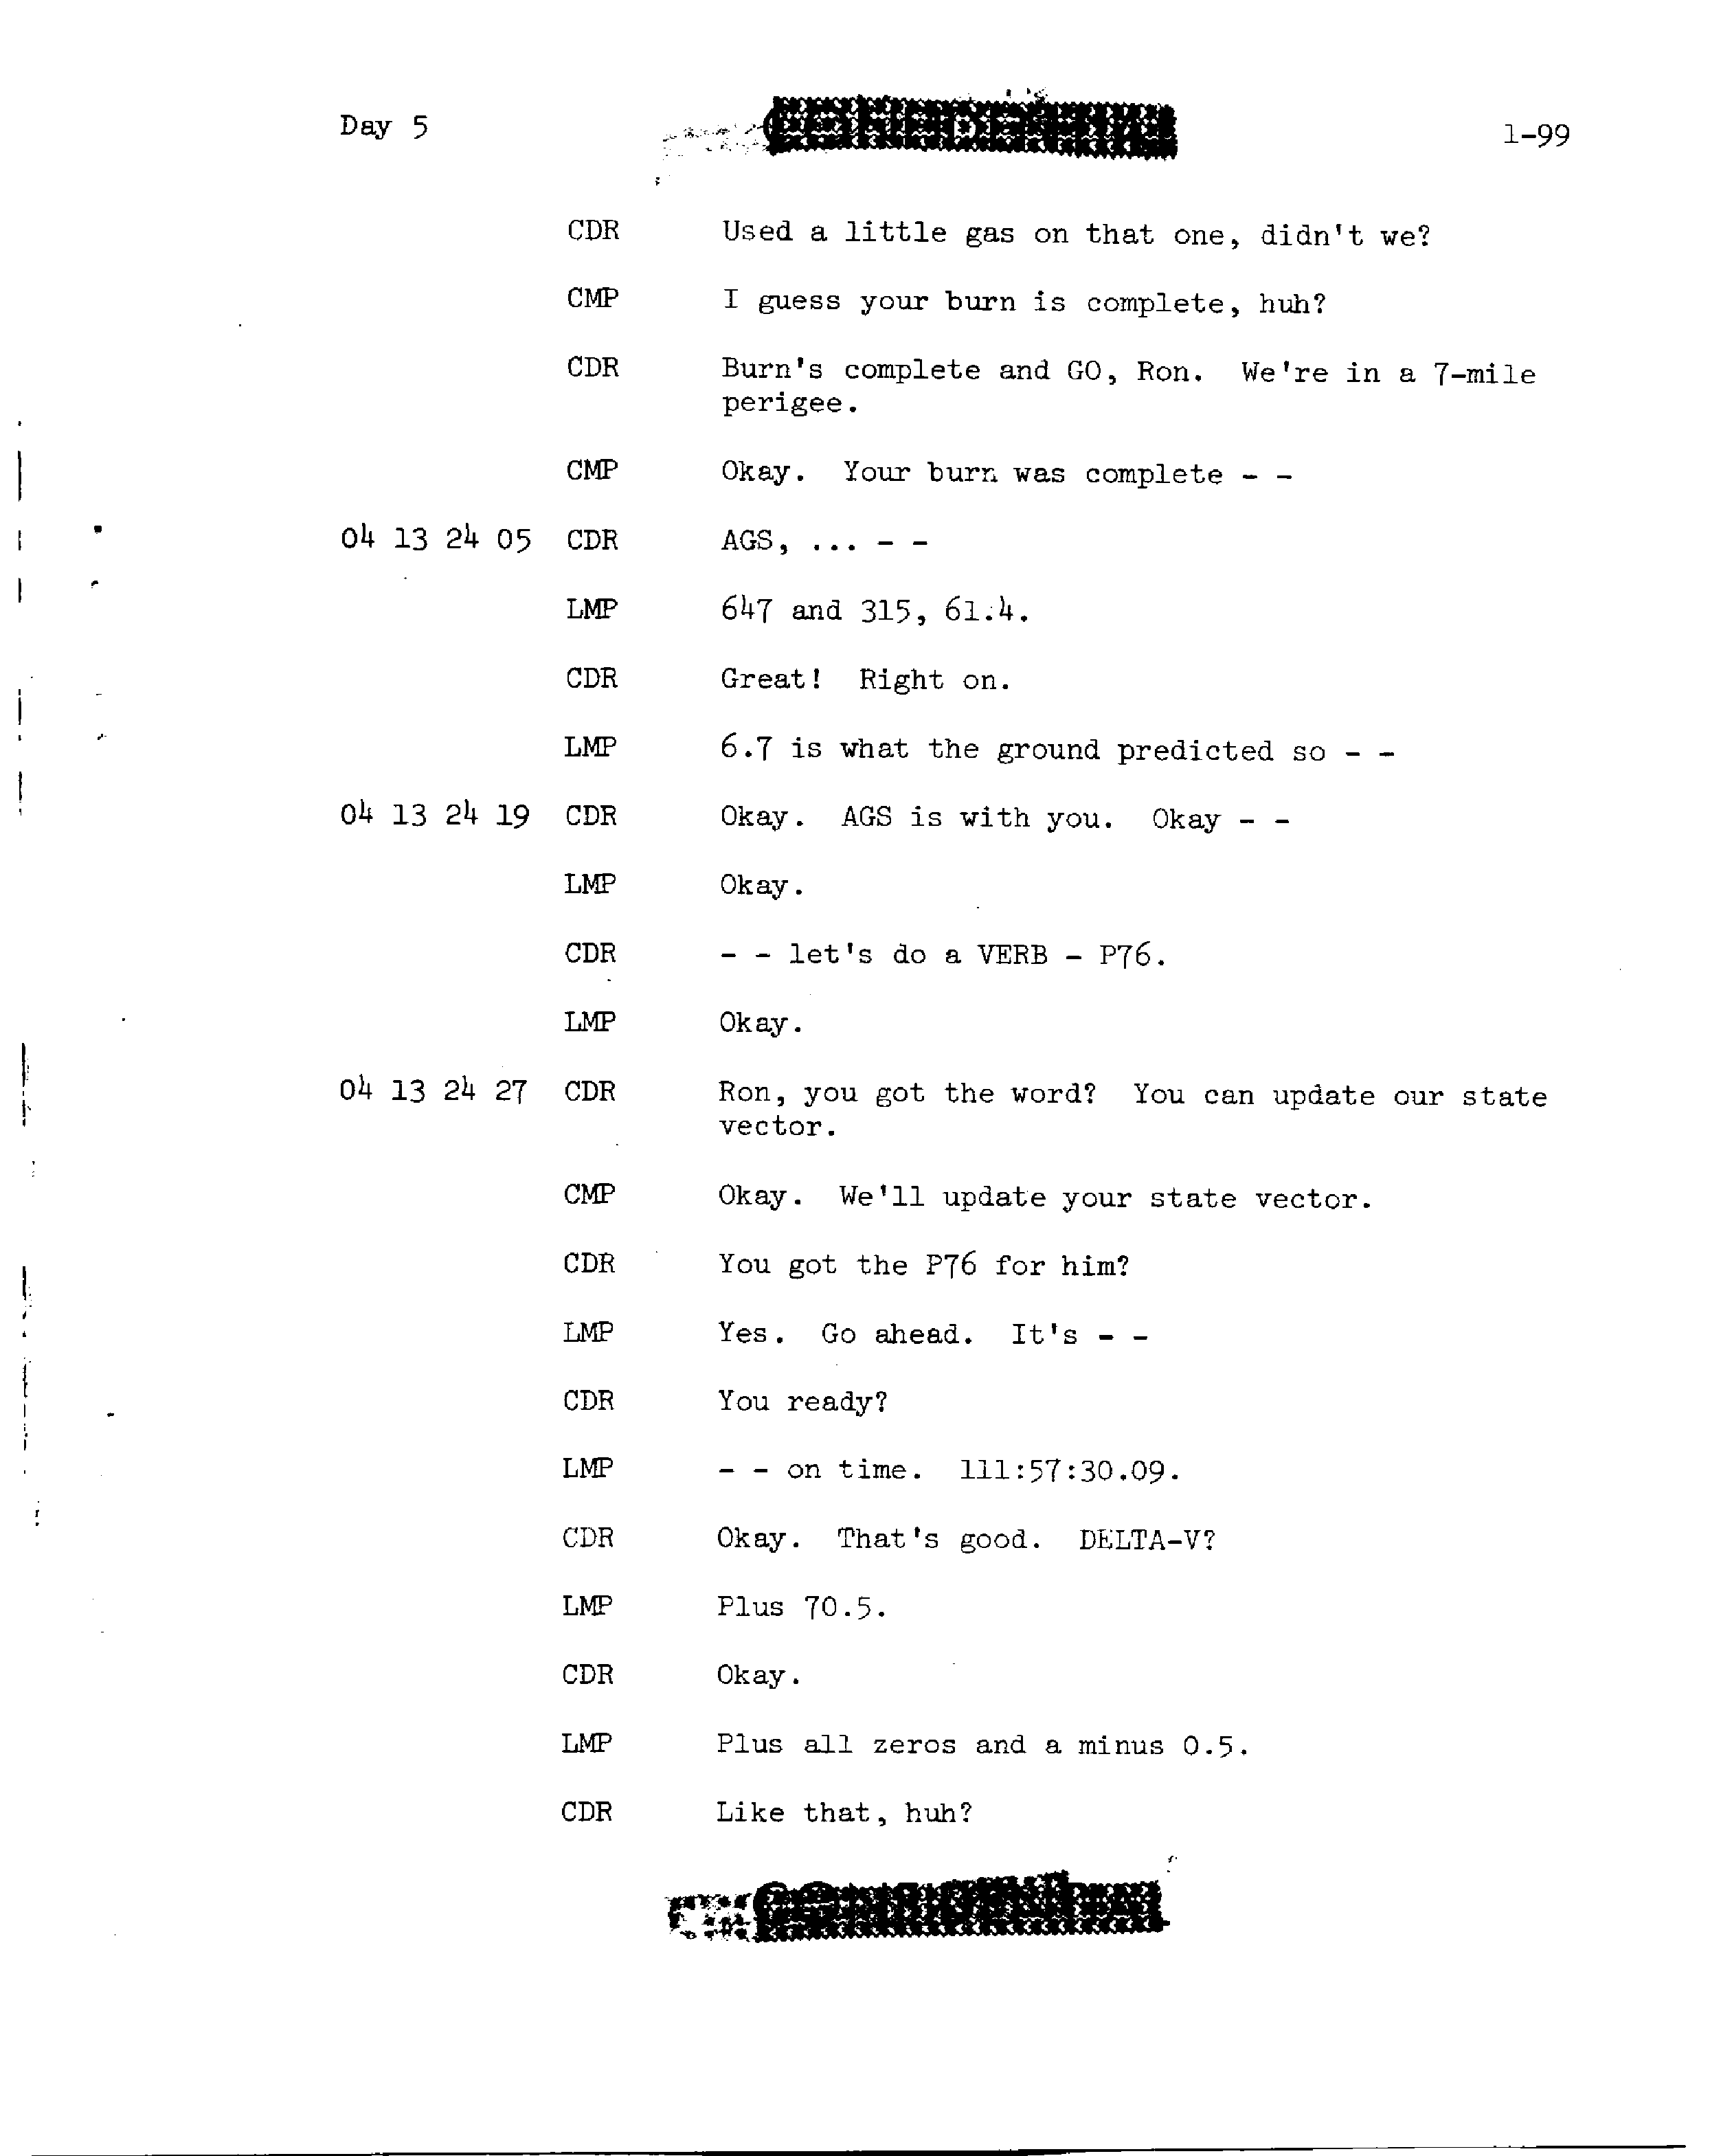 Day 5
1-99
CDR Used a little gas on that one, didn't we?
CMP I guess your burn is complete, huh?
CDR Burn's complete and GO, Ron. We're in a 7-mile
perigee.
CMP Okay. Your burn was complete - -
04 13 24 05 CDR AGS, ... - -
LMP 647 and 315, 61.4.
CDR Great! Right on.
LMP 6.7 is what the ground predicted so - -
04 13 24 19 CDR Okay. AGS is with you. Okay - -
LMP Okay.
CDR - - let's do a VERB - P76.
LMP Okay.
04 13 24 27 CDR Ron, you got the word? You can update our state
vector.
CMP Okay. We'll update your state vector.
CDR You got the P76 for him?
LMP Yes. Go ahead. It's - -
CDR You ready?
LMP - - on time. 111:57:30.09.
CDR Okay. That's good. DELTA-V?
LMP Plus 70.5.
CDR Okay.
LMP Plus all zeros and a minus 0.5.
CDR Like that, huh?